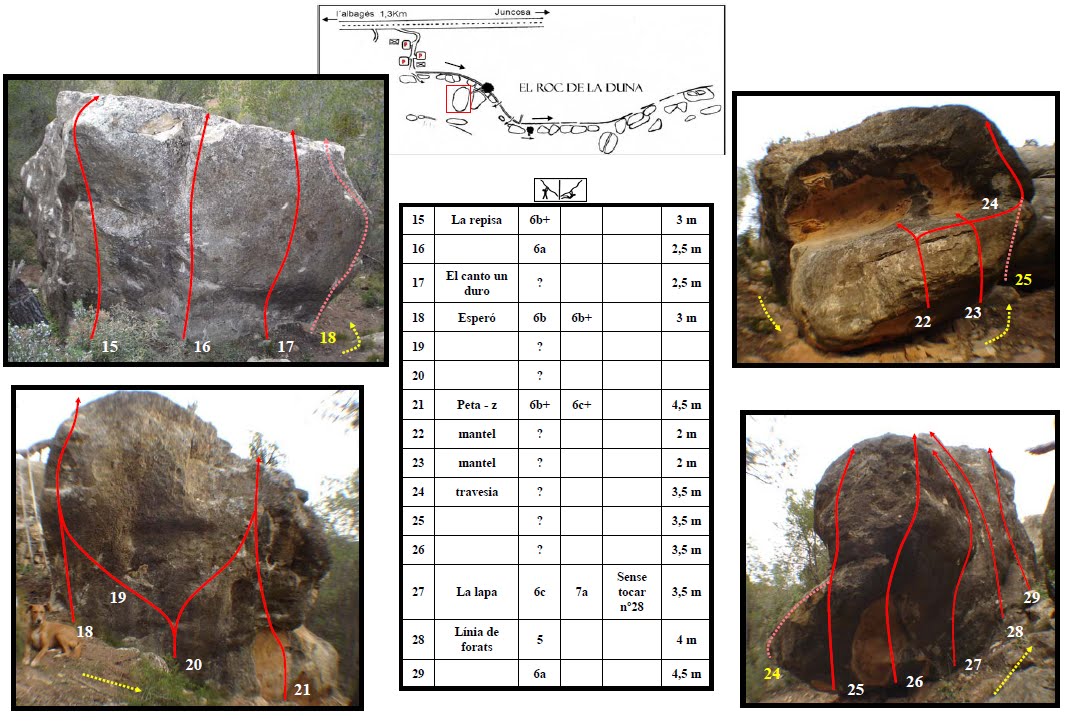 l'albagés 1,3Km
Juncosa
P
P
P
EL ROC DE LA DUNA
15
16
17
18
15 La repisa 6b+ 3 m
16 6a 2,5 m
17 El canto un
duro ? 2,5 m
18 Esperó 6b 6b+ 3 m
19 ?
20 ?
21 Peta - z 6b+ 6c+ 4,5 m
22 mantel ? 2 m
23 mantel ? 2 m
24 travesia ? 3,5 m
25 ? 3,5 m
26 ? 3,5 m
27 La lapa 6c 7a Sense
tocar
nº28 3,5 m
28 Línia de
forats 5 4 m
29 6a 4,5 m
24
25
22
23
19
18
20
21
29
28
27
24
26
25